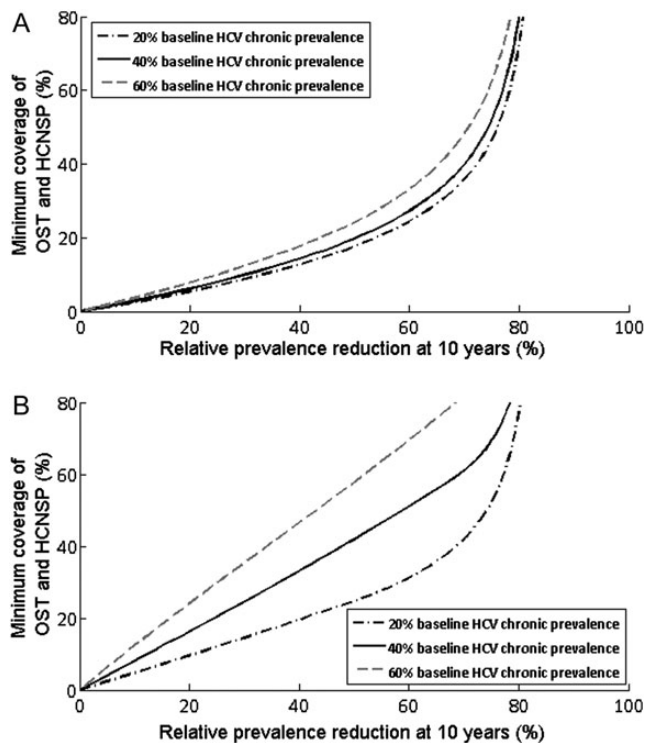 A
80
60
40
20
0
Minimum coverage of
OST and HCNSP (%)
20% baseline HCV chronic prevalence
40% baseline HCV chronic prevalence
60% baseline HCV chronic prevalence
0 20 40 60 80 100
Relative prevalence reduction at 10 years (%)
B
80
60
40
20
0
Minimum coverage of
OST and HCNSP (%)
20% baseline HCV chronic prevalence
40% baseline HCV chronic prevalence
60% baseline HCV chronic prevalence
0 20 40 60 80 100
Relative prevalence reduction at 10 years (%)